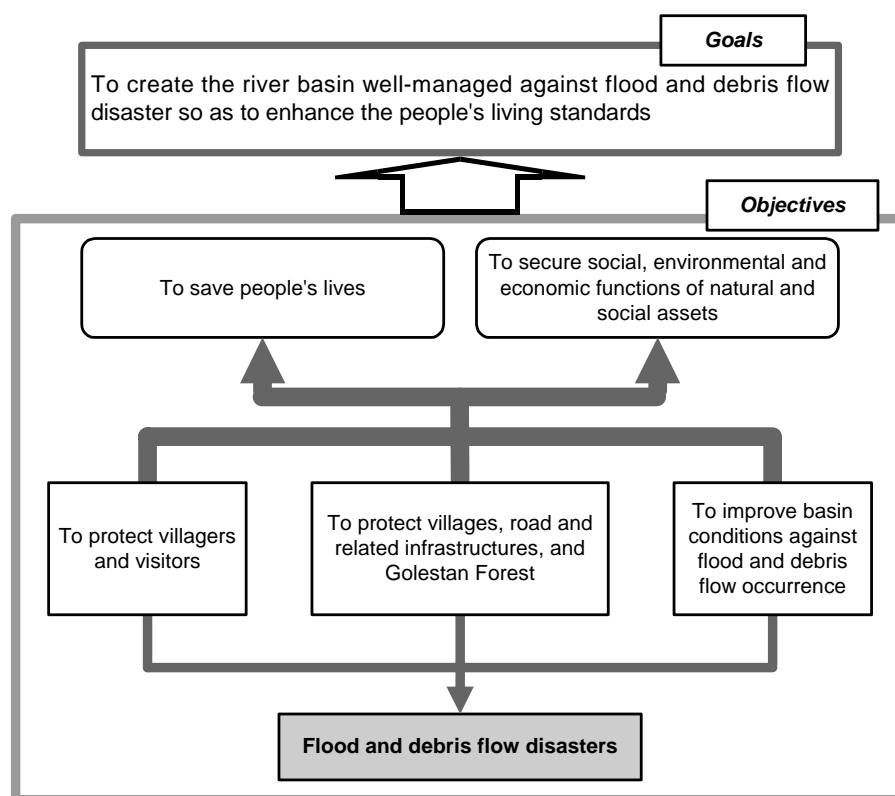 Goals
To create the river basin well-managed against flood and debris flow
disaster so as to enhance the people's living standards
Objectives
To save people's lives
To secure social, environmental and
economic functions of natural and
social assets
To protect villagers
and visitors
To protect villages, road and
related infrastructures, and
Golestan Forest
To improve basin
conditions against
flood and debris
flow occurrence
Flood and debris flow disasters